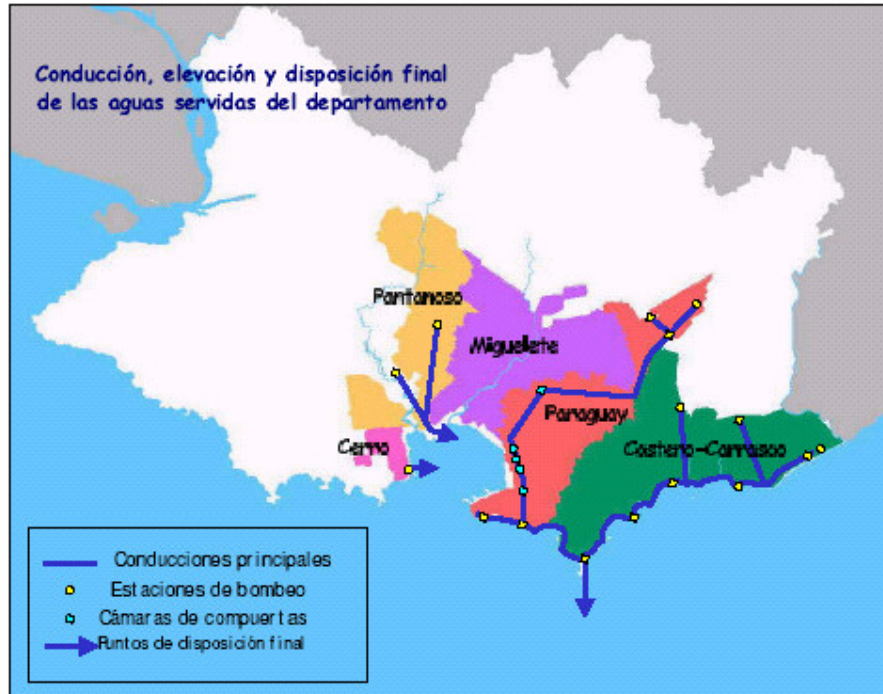 Conducción, elevación y disposición final
de las aguas servidas del departamento
Pantanoso
Miguellete
Paraguay
Cerro
Costero-Carrasco
Conducciones principales
Estaciones de bombeo
Cámaras de compuertas
Puntos de disposición final